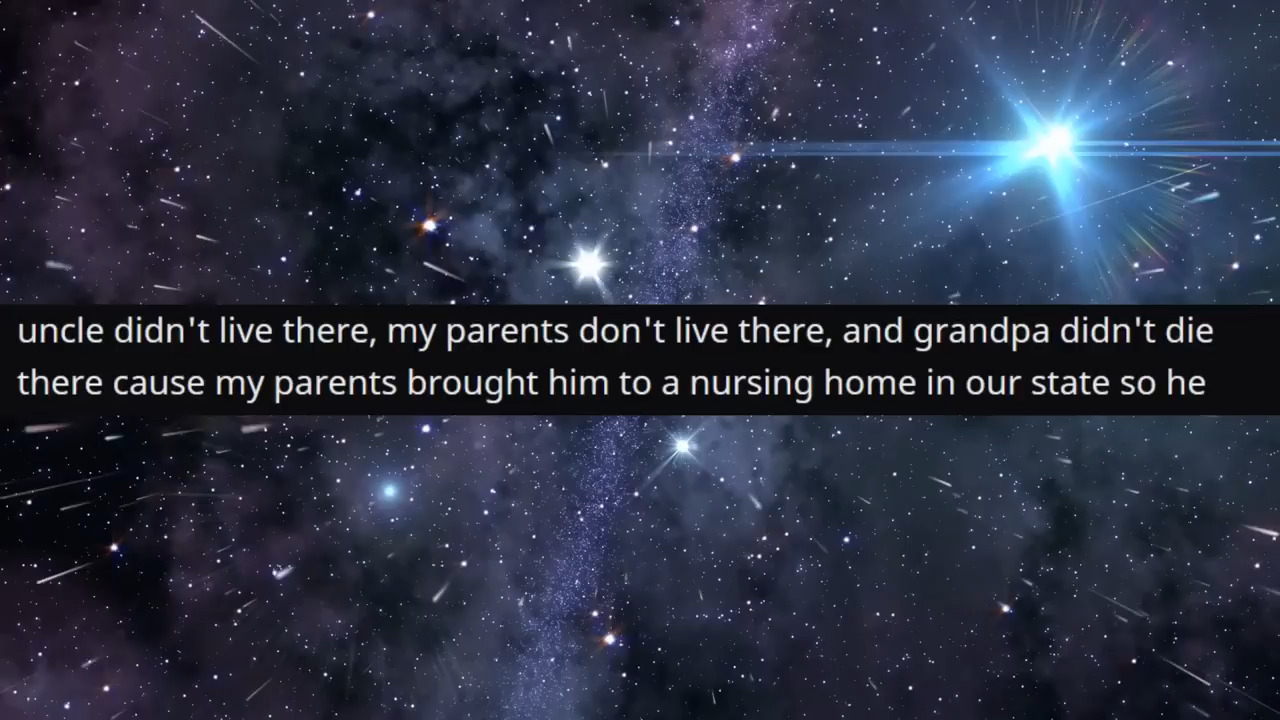 uncle didn't live there, my parents don't live there, and grandpa didn't die
there cause my parents brought him to a nursing home in our state so he